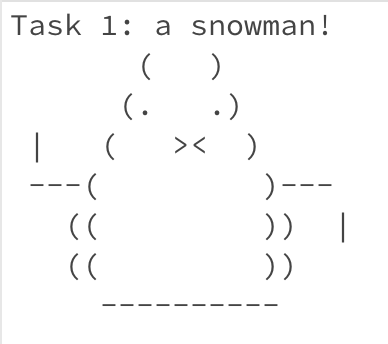 Task 1: a snowman!
        (   )
       (.    .)
 |    (   ><  )
 ---(          )---
    ((          ))  |
    ((          ))
      ----------